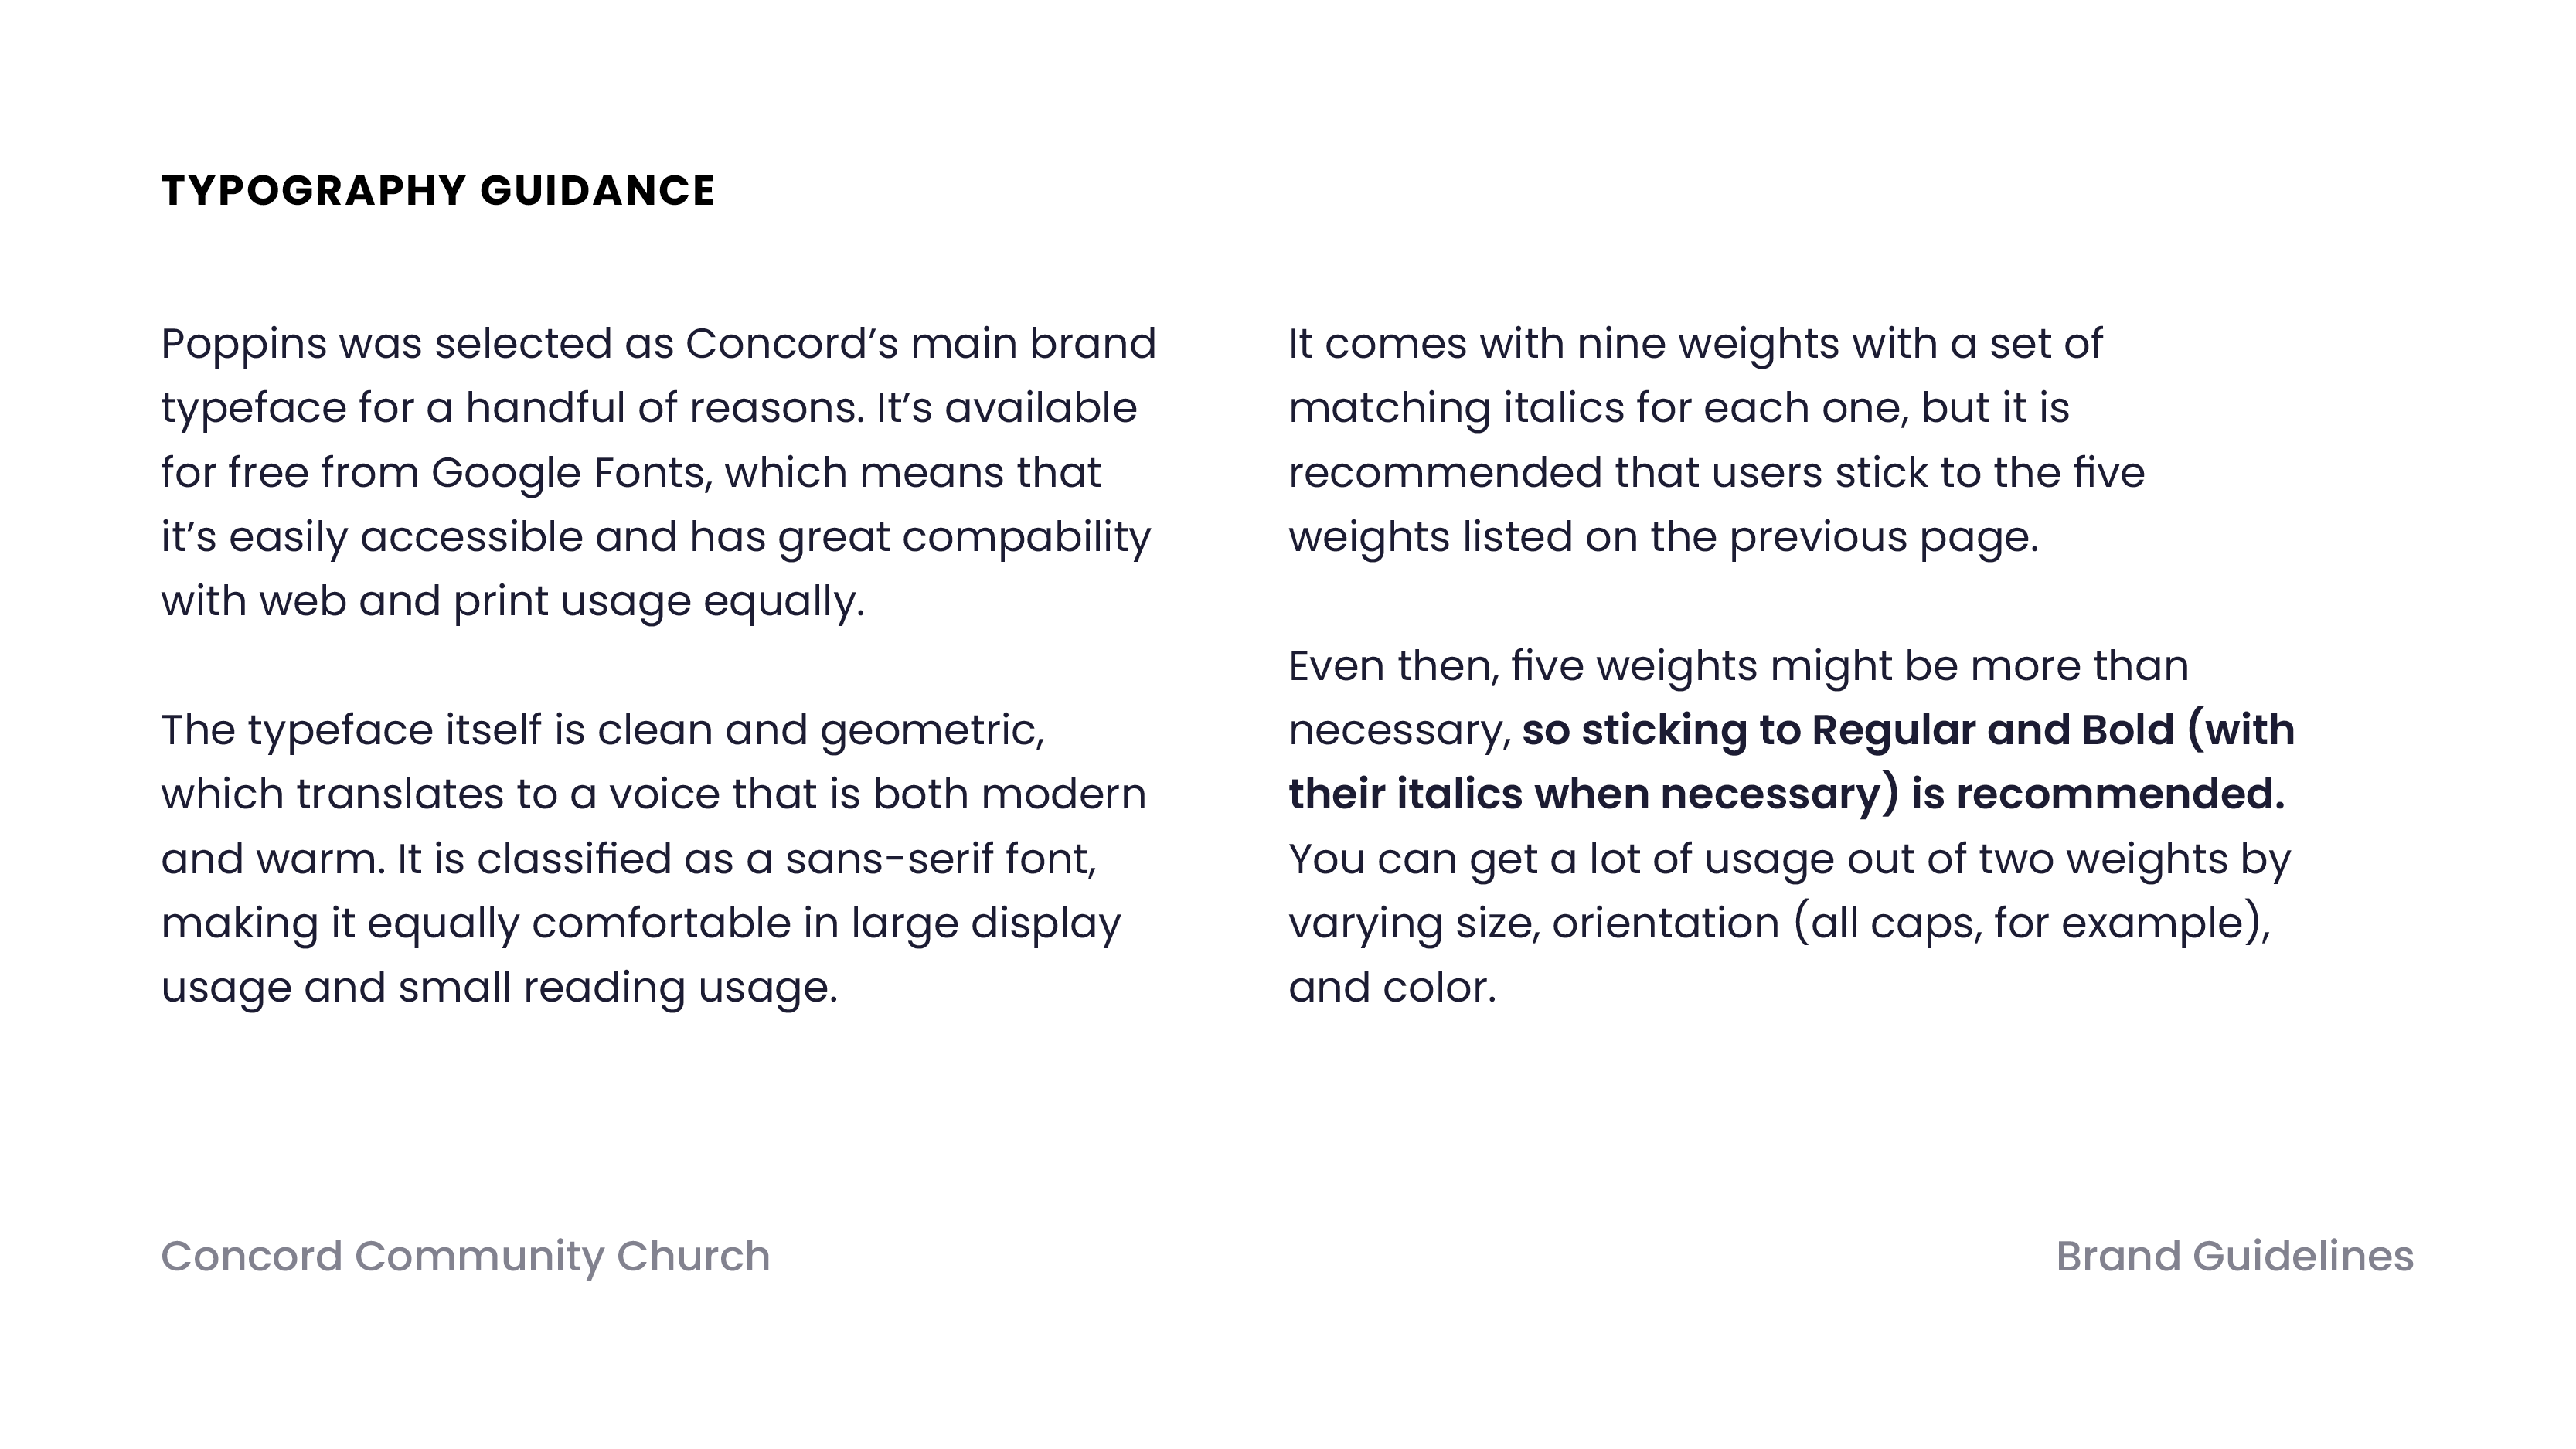 TYPOGRAPHY GUIDANCE
Poppins was selected as Concord’s main brand
typeface for a handful of reasons. It’s available
for free from Google Fonts, which means that
it’s easily accessible and has great compability
with web and print usage equally.
The typeface itself is clean and geometric,
which translates to a voice that is both modern
and warm. It is classified as a sans-serif font,
making it equally comfortable in large display
usage and small reading usage.
It comes with nine weights with a set of
matching italics for each one, but it is
recommended that users stick to the five
weights listed on the previous page.
Even then, five weights might be more than
necessary, so sticking to Regular and Bold (with
their italics when necessary) is recommended.
You can get a lot of usage out of two weights by
varying size, orientation (all caps, for example),
and color.
Concord Community Church
Brand Guidelines